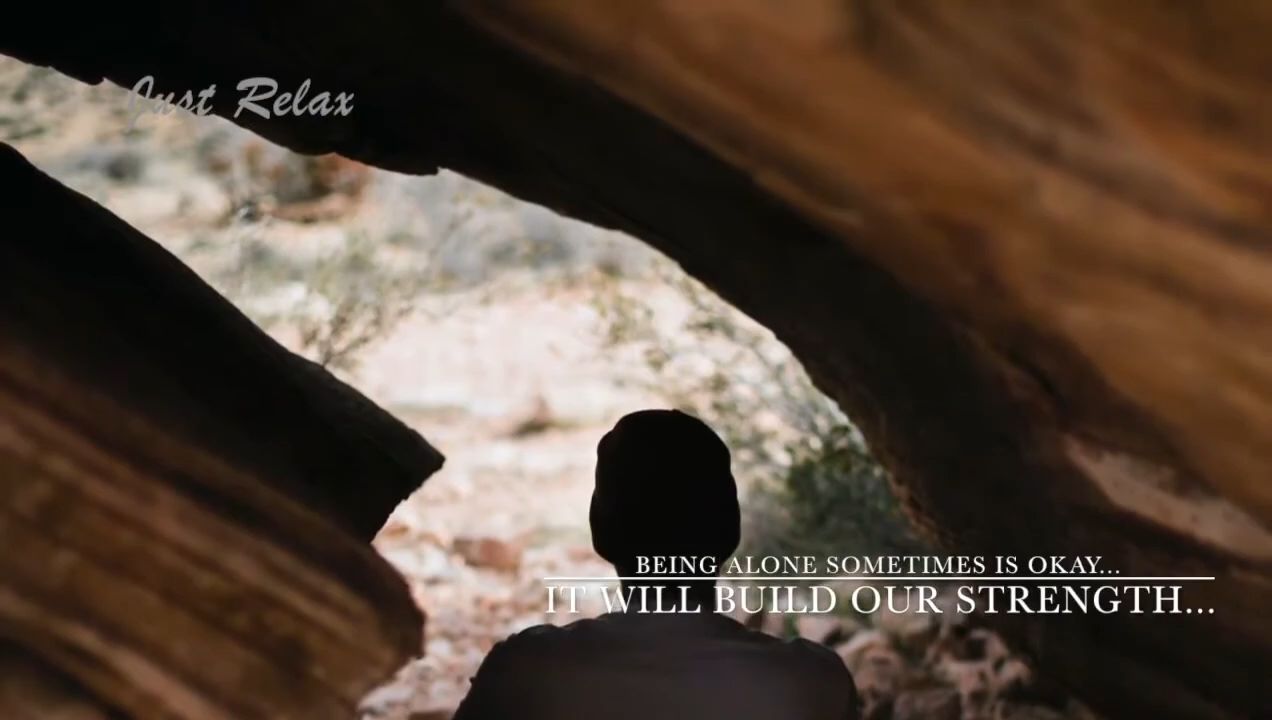 Just Relax
BEING ALONE SOMETIMES IS OKAY...
IT WILL BUILD OUR STRENGTH...